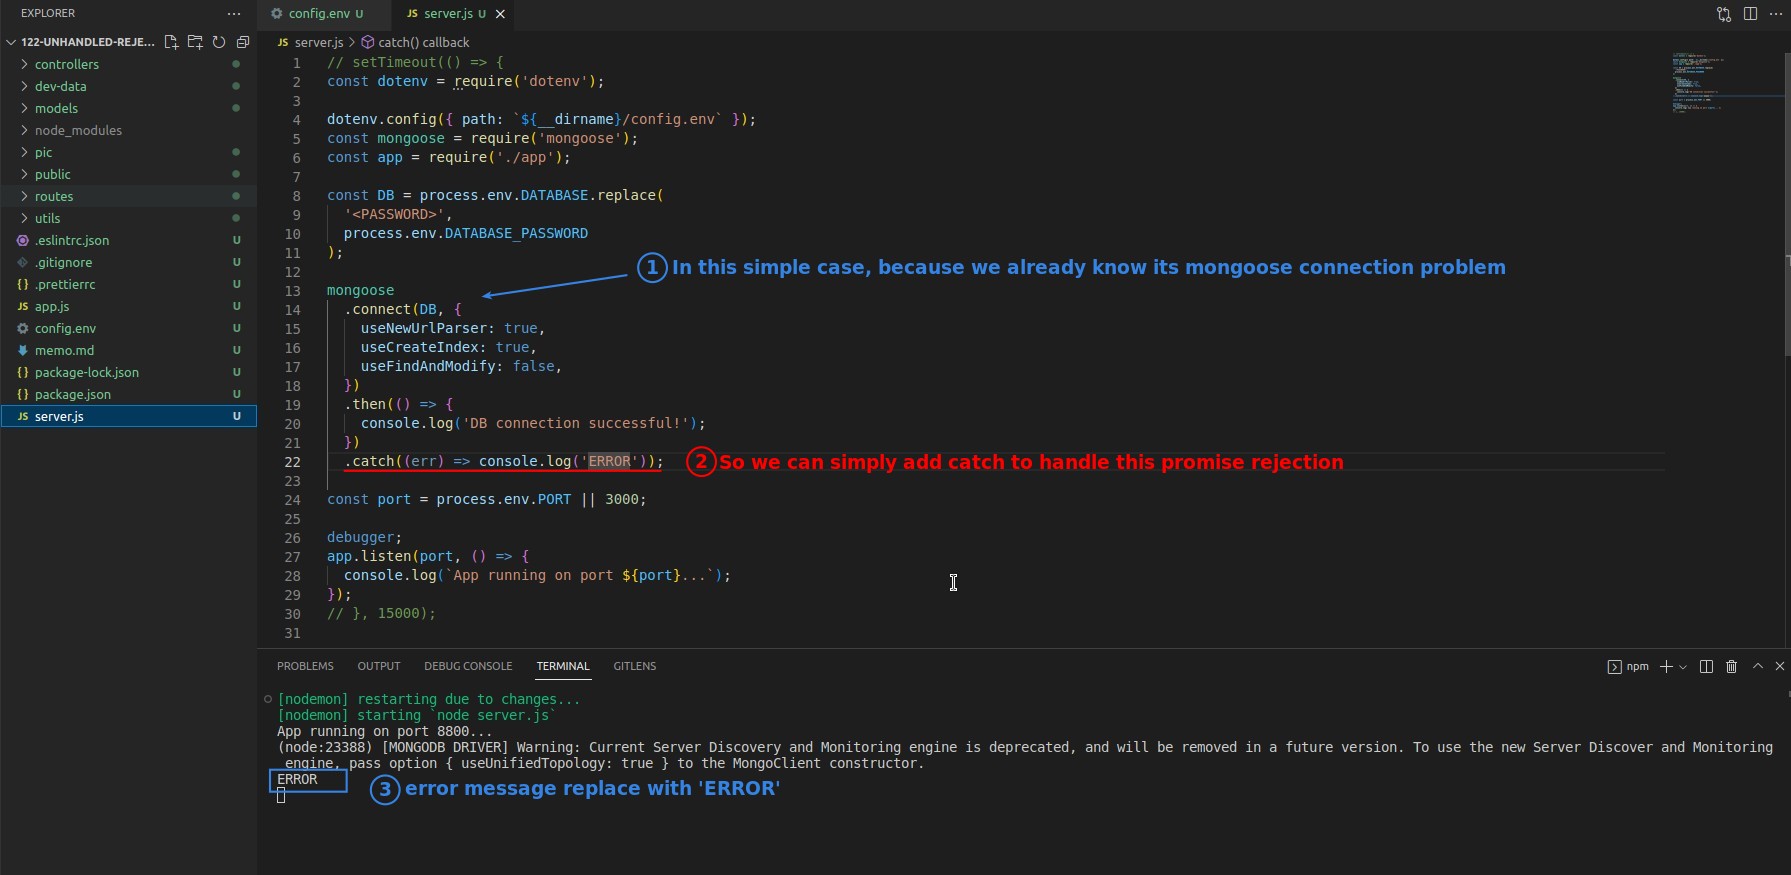 EXPLORER
122-UNHANDLED-REJE...
controllers
dev-data
models
node_modules
pic
public
routes
utils
.eslintrc.json U
.gitignore U
{} .prettierrc U
JS app.js U
config.env U
memo.md U
{} package-lock.json U
{} package.json U
JS server.js U
config.env U
JS server.js U
JS server.js > catch() callback
1 // setTimeout(() => {
2 const dotenv = require('dotenv');
3
4 dotenv.config({ path: `${__dirname}/config.env` });
5 const mongoose = require('mongoose');
6 const app = require('./app');
7
8 const DB = process.env.DATABASE.replace(
9 '<PASSWORD>',
10 process.env.DATABASE_PASSWORD
11 );
12
① In this simple case, because we already know its mongoose connection problem
13 mongoose
14 .connect(DB, {
15 useNewUrlParser: true,
16 useCreateIndex: true,
17 useFindAndModify: false,
18 })
19 .then(() => {
20 console.log('DB connection successful!');
21 })
22 .catch((err) => console.log('ERROR')); ② So we can simply add catch to handle this promise rejection
23
24 const port = process.env.PORT || 3000;
25
26 debugger;
27 app.listen(port, () => {
28 console.log(`App running on port ${port}...`);
29 });
30 // }, 15000);
31
PROBLEMS OUTPUT DEBUG CONSOLE TERMINAL GITLENS
npm
[nodemon] restarting due to changes...
[nodemon] starting `node server.js`
App running on port 8800...
(node:23388) [MONGODB DRIVER] Warning: Current Server Discovery and Monitoring engine is deprecated, and will be removed in a future version. To use the new Server Discover and Monitoring
engine, pass option { useUnifiedTopology: true } to the MongoClient constructor.
ERROR
③ error message replace with 'ERROR'